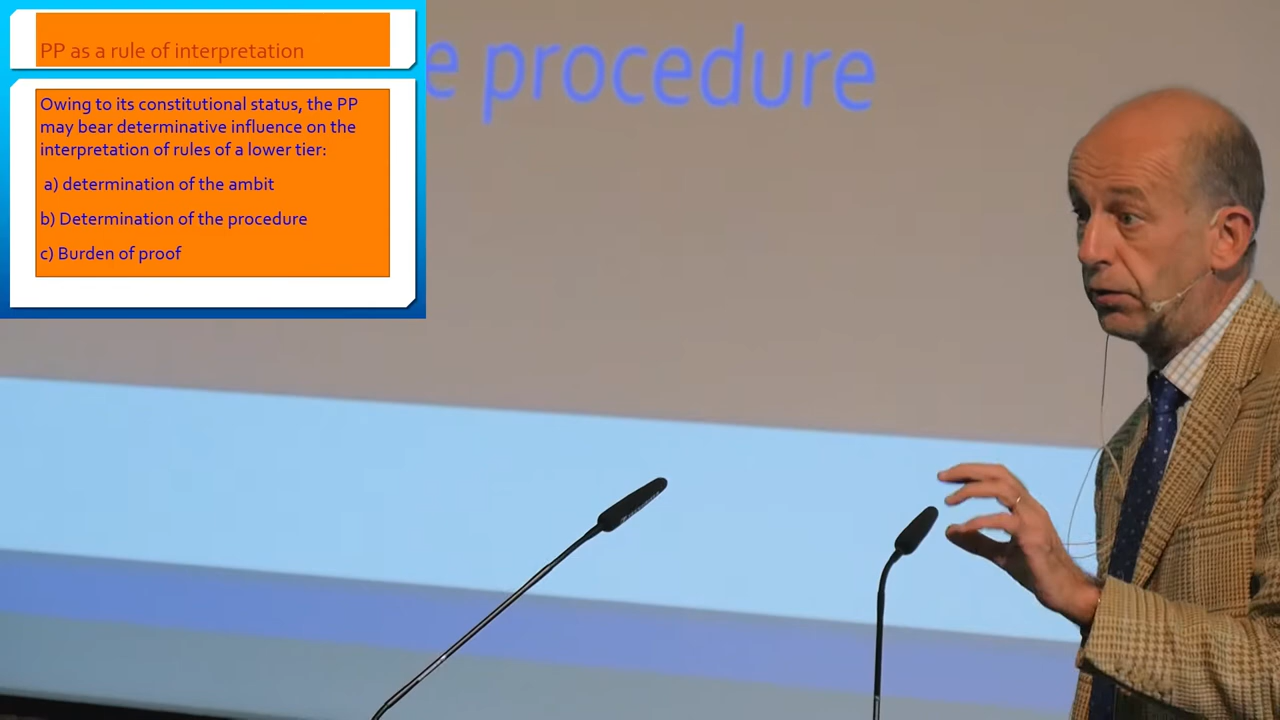 PP as a rule of interpretation
Owing to its constitutional status, the PP
may bear determinative influence on the
interpretation of rules of a lower tier:
a) determination of the ambit
b) Determination of the procedure
c) Burden of proof
e procedure